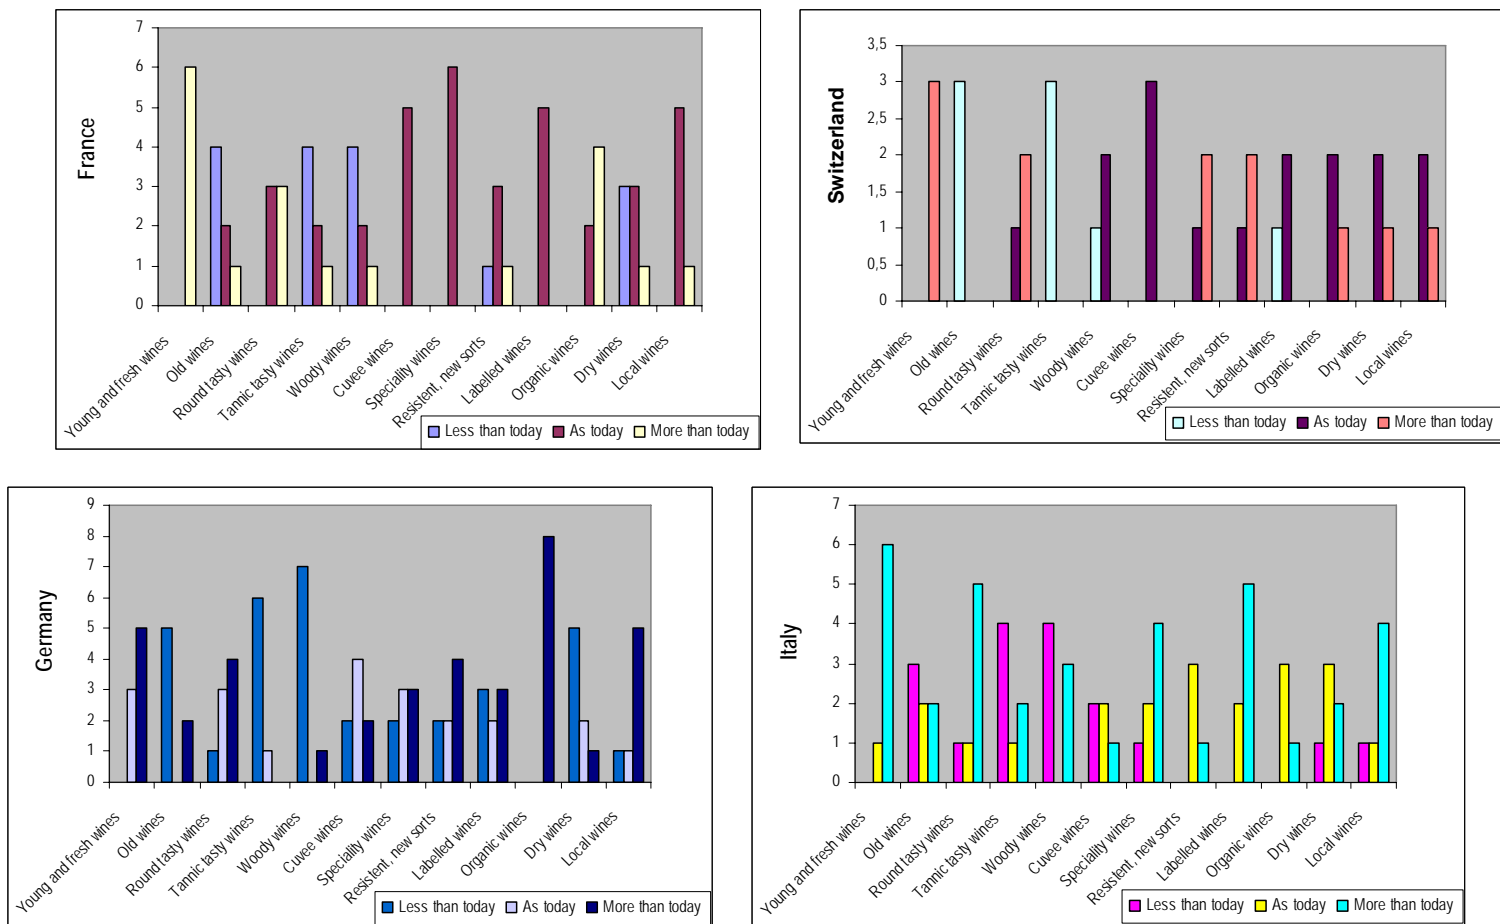 France
7
6
5
4
3
2
1
0
Young and fresh wines
Old wines
Round tasty wines
Tannic tasty wines
Woody wines
Cuvee wines
Speciality wines
Resistent, new sorts
Labelled wines
Organic wines
Dry wines
Local wines
Less than today As today More than today
Switzerland
3,5
3
2,5
2
1,5
1
0,5
0
Young and fresh wines
Old wines
Round tasty wines
Tannic tasty wines
Woody wines
Cuvee wines
Speciality wines
Resistent, new sorts
Labelled wines
Organic wines
Dry wines
Local wines
Less than today As today More than today
Germany
9
8
7
6
5
4
3
2
1
0
Young and fresh wines
Old wines
Round tasty wines
Tannic tasty wines
Woody wines
Cuvee wines
Speciality wines
Resistent, new sorts
Labelled wines
Organic wines
Dry wines
Local wines
Less than today As today More than today
Italy
7
6
5
4
3
2
1
0
Young and fresh wines
Old wines
Round tasty wines
Tannic tasty wines
Woody wines
Cuvee wines
Speciality wines
Resistent, new sorts
Labelled wines
Organic wines
Dry wines
Local wines
Less than today As today More than today